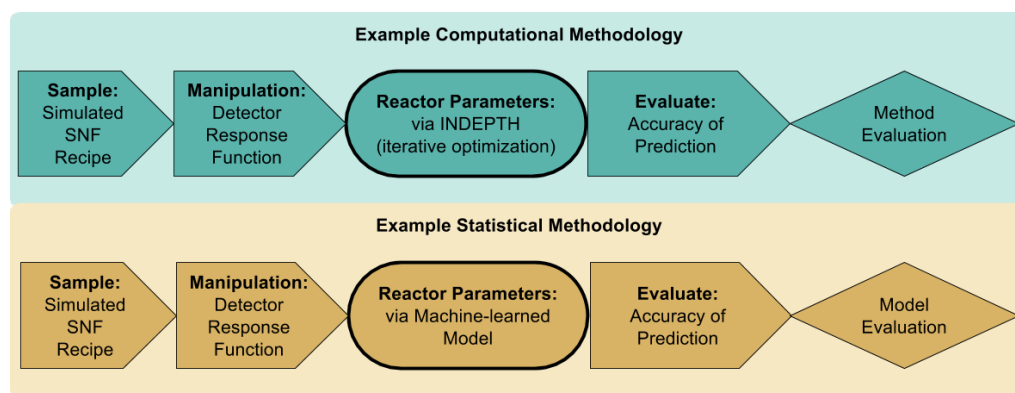 Example Computational Methodology
Sample:
Simulated
SNF
Recipe
Manipulation:
Detector
Response
Function
Reactor Parameters:
via INDEPTH
(iterative optimization)
Evaluate:
Accuracy of
Prediction
Method
Evaluation
Example Statistical Methodology
Sample:
Simulated
SNF
Recipe
Manipulation:
Detector
Response
Function
Reactor Parameters:
via Machine-learned
Model
Evaluate:
Accuracy of
Prediction
Model
Evaluation